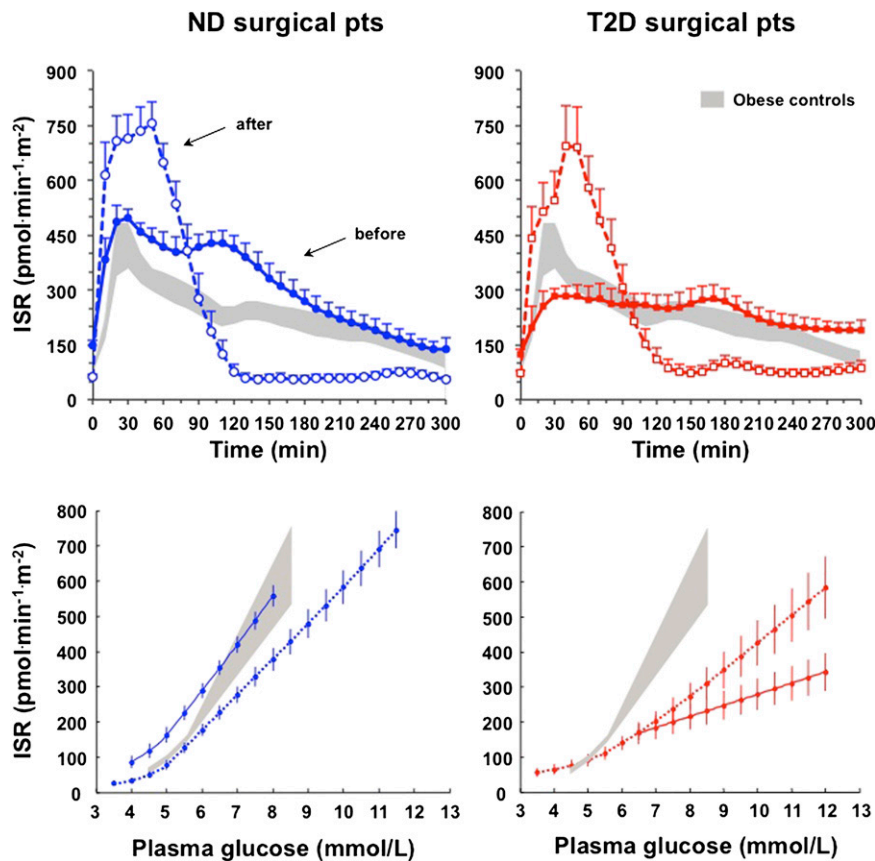 ND surgical pts
T2D surgical pts
900
750
600
450
300
150
0
ISR (pmol·min-1·m-2)
after
before
0 30 60 90 120 150 180 210 240 270 300
Time (min)
900
750
600
450
300
150
0
Obese controls
0 30 60 90 120 150 180 210 240 270 300
Time (min)
800
700
600
500
400
300
200
100
0
ISR (pmol·min-1·m-2)
3 4 5 6 7 8 9 10 11 12 13
Plasma glucose (mmol/L)
800
700
600
500
400
300
200
100
0
3 4 5 6 7 8 9 10 11 12 13
Plasma glucose (mmol/L)